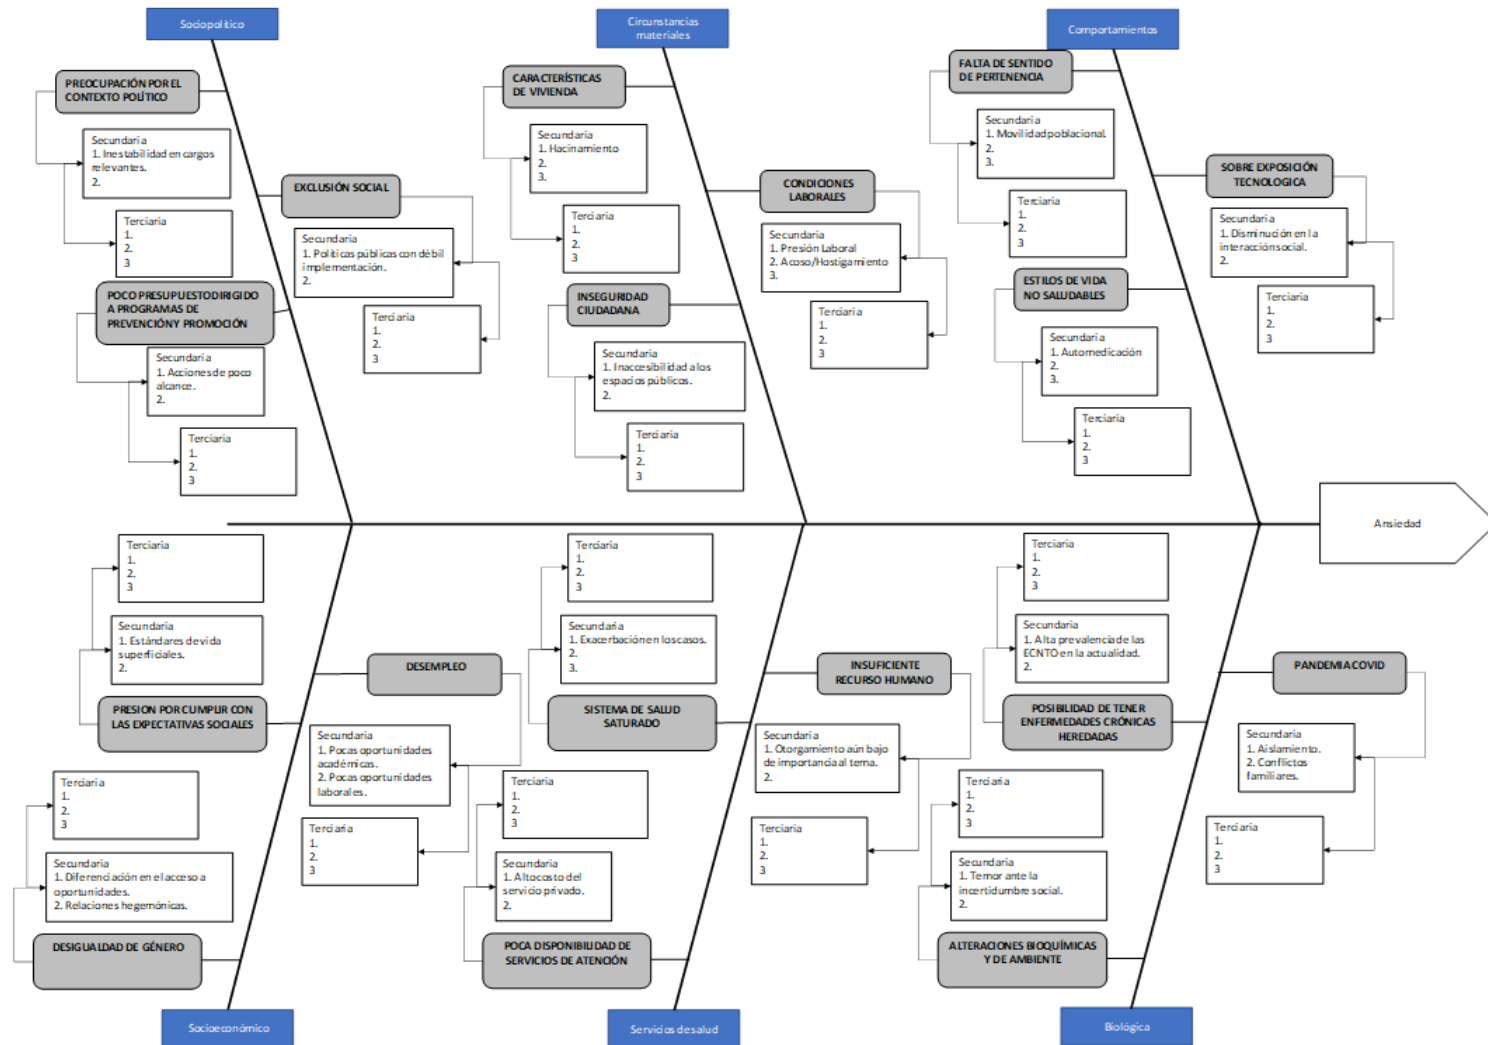 Sociopolítico
PREOCUPACIÓN POR EL
CONTEXTO POLÍTICO
Secundaria
1. Inestabilidad en cargos
relevantes.
2.
Terciaria
1.
2.
3
EXCLUSIÓN SOCIAL
Secundaria
1. Políticas públicas con débil
implementación.
2.
Terciaria
1.
2.
3
POCO PRESUPUESTO DIRIGIDO
A PROGRAMAS DE
PREVENCIÓN Y PROMOCIÓN
Secundaria
1. Acciones de poco
alcance.
2.
Terciaria
1.
2.
3
Circunstancias
materiales
CARACTERÍSTICAS
DE VIVIENDA
Secundaria
1. Hacinamiento
2.
3.
Terciaria
1.
2.
3
CONDICIONES
LABORALES
Secundaria
1. Presión Laboral
2. Acoso/Hostigamiento
3.
Terciaria
1.
2.
3
INSEGURIDAD
CIUDADANA
Secundaria
1. Inaccesibilidad a los
espacios públicos.
2.
Terciaria
1.
2.
3
Comportamientos
FALTA DE SENTIDO
DE PERTENENCIA
Secundaria
1. Movilidad poblacional.
2.
3.
Terciaria
1.
2.
3
SOBRE EXPOSICIÓN
TECNOLOGICA
Secundaria
1. Disminución en la
interacción social.
2.
Terciaria
1.
2.
3
ESTILOS DE VIDA
NO SALUDABLES
Secundaria
1. Automedicación
2.
3.
Terciaria
1.
2.
3
Ansiedad
Terciaria
1.
2.
3
Secundaria
1. Estándares de vida
superficiales.
2.
PRESION POR CUMPLIR CON
LAS EXPECTATIVAS SOCIALES
DESEMPLEO
Secundaria
1. Pocas oportunidades
académicas.
2. Pocas oportunidades
laborales.
Terciaria
1.
2.
3
Terciaria
1.
2.
3
Secundaria
1. Diferenciación en el acceso a
oportunidades.
2. Relaciones hegemónicas.
DESIGUALDAD DE GÉNERO
Socioeconómico
Terciaria
1.
2.
3
Secundaria
1. Exacerbación en los casos.
2.
3.
SISTEMA DE SALUD
SATURADO
INSUFICIENTE
RECURSO HUMANO
Secundaria
1. Otorgamiento aún bajo
de importancia al tema.
2.
Terciaria
1.
2.
3
Terciaria
1.
2.
3
Secundaria
1. Alto costo del
servicio privado.
2.
POCA DISPONIBILIDAD DE
SERVICIOS DE ATENCIÓN
Servicios de salud
Terciaria
1.
2.
3
Secundaria
1. Alta prevalencia de las
ECNTO en la actualidad.
2.
POSIBILIDAD DE TENER
ENFERMEDADES CRÓNICAS
HEREDADAS
PANDEMIA COVID
Secundaria
1. Aislamiento.
2. Conflictos
familiares.
Terciaria
1.
2.
3
Terciaria
1.
2.
3
Secundaria
1. Temor ante la
incertidumbre social.
2.
ALTERACIONES BIOQUÍMICAS
Y DE AMBIENTE
Biológica